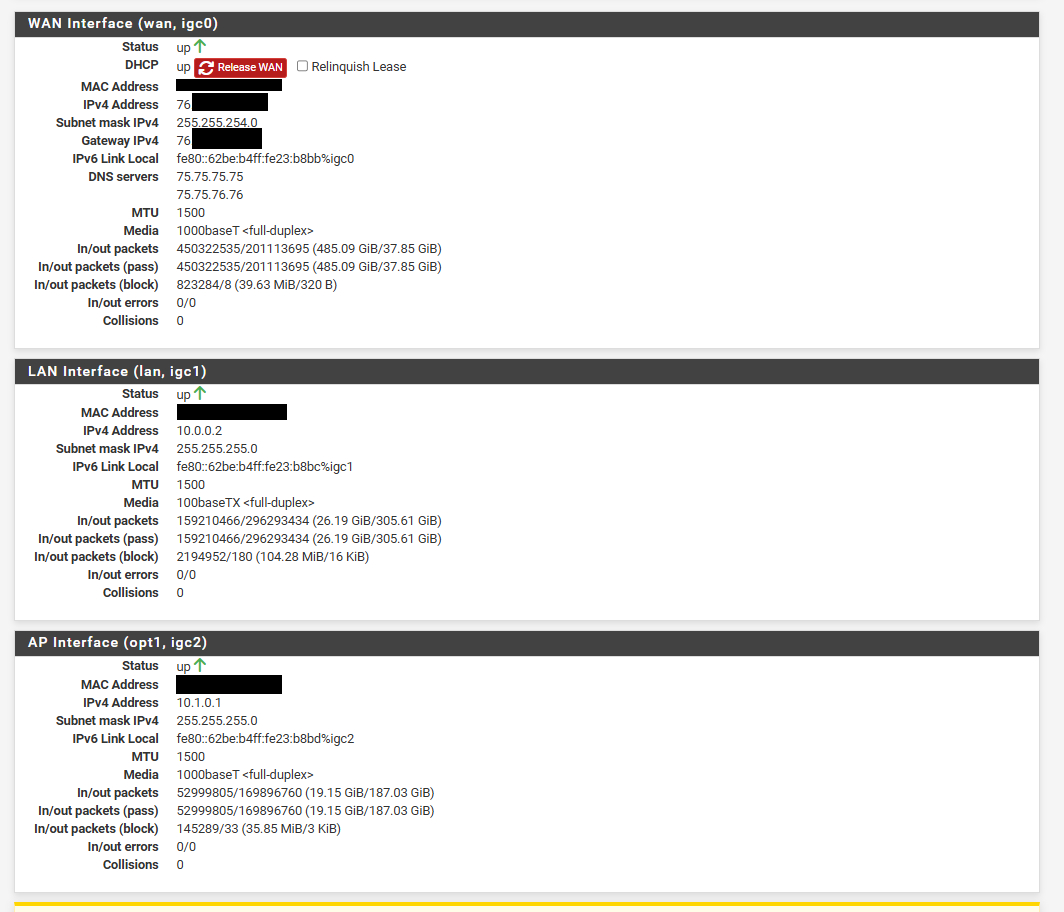 WAN Interface (wan, igc0)
Status up
DHCP up Release WAN Relinquish Lease
MAC Address
IPv4 Address 76
Subnet mask IPv4 255.255.254.0
Gateway IPv4 76
IPv6 Link Local fe80::62be:b4ff:fe23:b8bb%igc0
DNS servers 75.75.75.75
75.75.76.76
MTU 1500
Media 1000baseT <full-duplex>
In/out packets 450322535/201113695 (485.09 GiB/37.85 GiB)
In/out packets (pass) 450322535/201113695 (485.09 GiB/37.85 GiB)
In/out packets (block) 823284/8 (39.63 MiB/320 B)
In/out errors 0/0
Collisions 0
LAN Interface (lan, igc1)
Status up
MAC Address
IPv4 Address 10.0.0.2
Subnet mask IPv4 255.255.255.0
IPv6 Link Local fe80::62be:b4ff:fe23:b8bc%igc1
MTU 1500
Media 100baseTX <full-duplex>
In/out packets 159210466/296293434 (26.19 GiB/305.61 GiB)
In/out packets (pass) 159210466/296293434 (26.19 GiB/305.61 GiB)
In/out packets (block) 2194952/180 (104.28 MiB/16 KiB)
In/out errors 0/0
Collisions 0
AP Interface (opt1, igc2)
Status up
MAC Address
IPv4 Address 10.1.0.1
Subnet mask IPv4 255.255.255.0
IPv6 Link Local fe80::62be:b4ff:fe23:b8bd%igc2
MTU 1500
Media 1000baseT <full-duplex>
In/out packets 52999805/169896760 (19.15 GiB/187.03 GiB)
In/out packets (pass) 52999805/169896760 (19.15 GiB/187.03 GiB)
In/out packets (block) 145289/33 (35.85 MiB/3 KiB)
In/out errors 0/0
Collisions 0